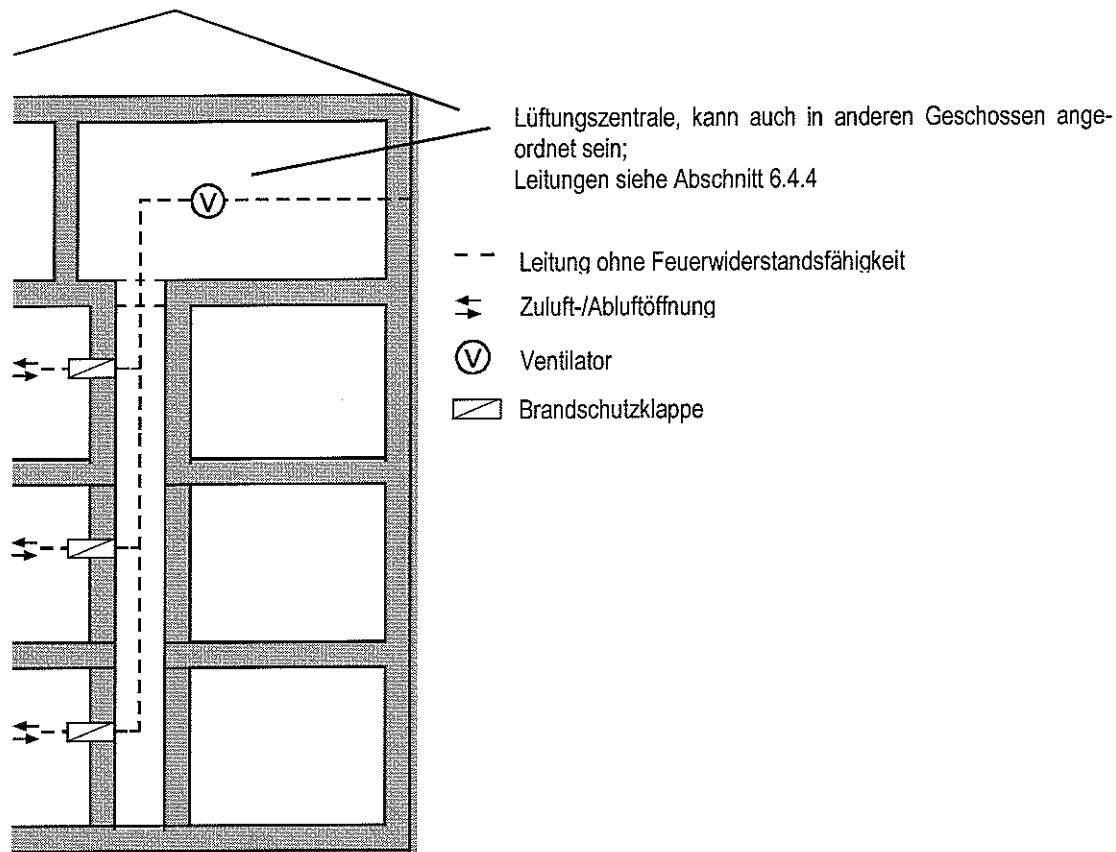 Lüftungszentrale, kann auch in anderen Geschossen ange-
ordnet sein;
Leitungen siehe Abschnitt 6.4.4
V
Leitung ohne Feuerwiderstandsfähigkeit
Zuluft-/Abluftöffnung
V Ventilator
Brandschutzklappe